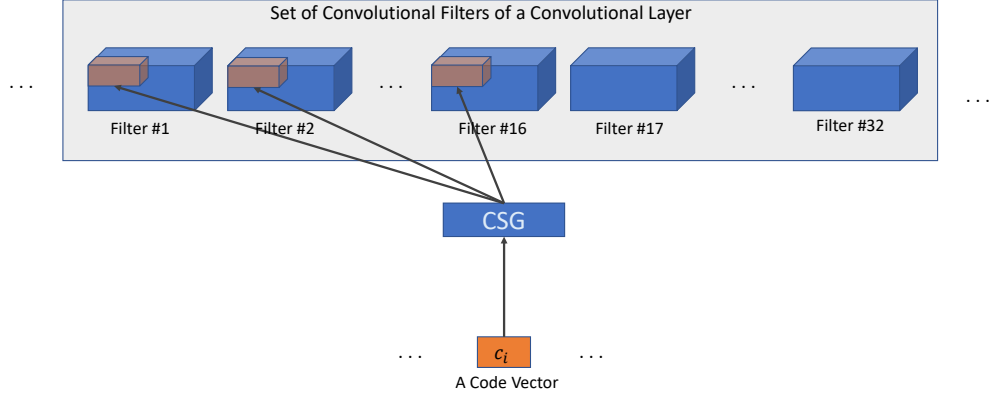 Set of Convolutional Filters of a Convolutional Layer
. . .
. . .
. . .
. . .
Filter #1
Filter #2
Filter #16
Filter #17
Filter #32
CSG
. . .
c_i
. . .
A Code Vector